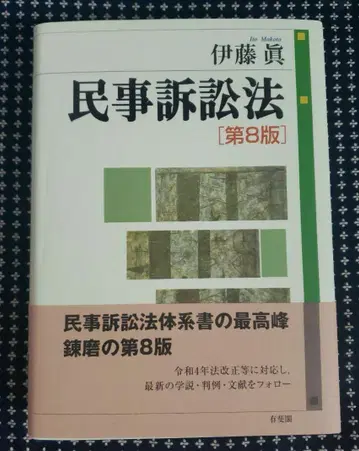 Ito Makoto
伊藤 眞
民事訴訟法
［第8版］
民事訴訟法体系書の最高峰
錬磨の第8版
令和4年法改正等に対応し,
最新の学説・判例・文献をフォロー
有斐閣